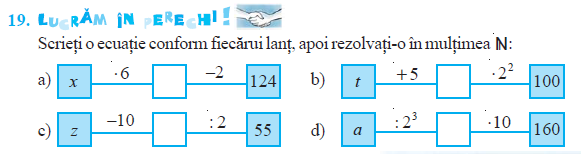 19. LUCRĂM ÎN PERECHI!
Scrieți o ecuație conform fiecărui lanț, apoi rezolvați-o în mulțimea ℕ:
a) x ·6 −2 124 b) t +5 ·2² 100
c) z −10 :2 55 d) a :2³ ·10 160